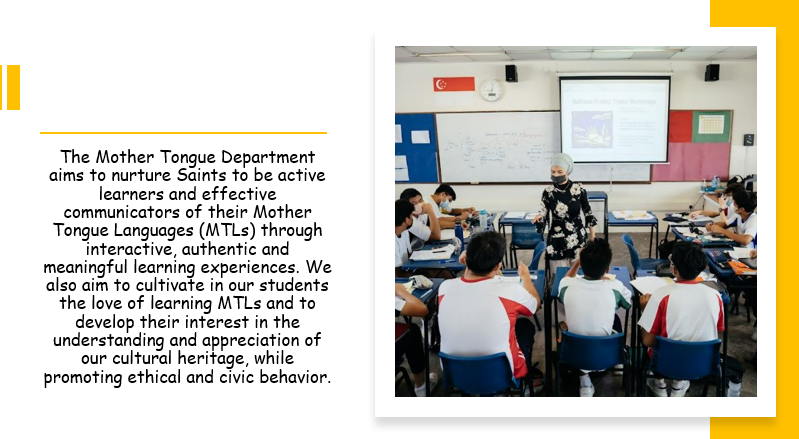 The Mother Tongue Department
aims to nurture Saints to be active
learners and effective
communicators of their Mother
Tongue Languages (MTLs) through
interactive, authentic and
meaningful learning experiences. We
also aim to cultivate in our students
the love of learning MTLs and to
develop their interest in the
understanding and appreciation of
our cultural heritage, while
promoting ethical and civic behavior.